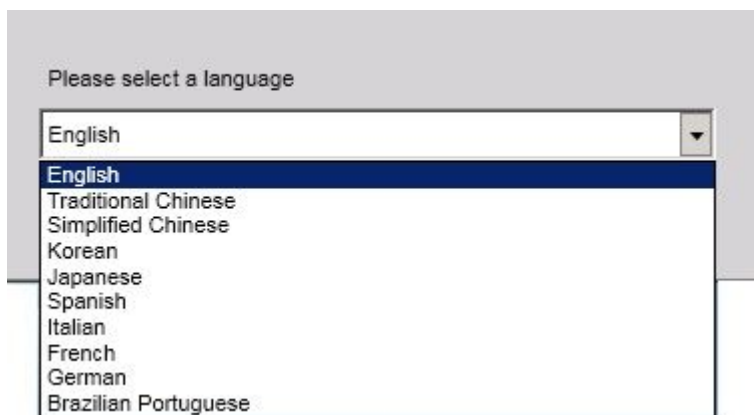 Please select a language
English
English
Traditional Chinese
Simplified Chinese
Korean
Japanese
Spanish
Italian
French
German
Brazilian Portuguese